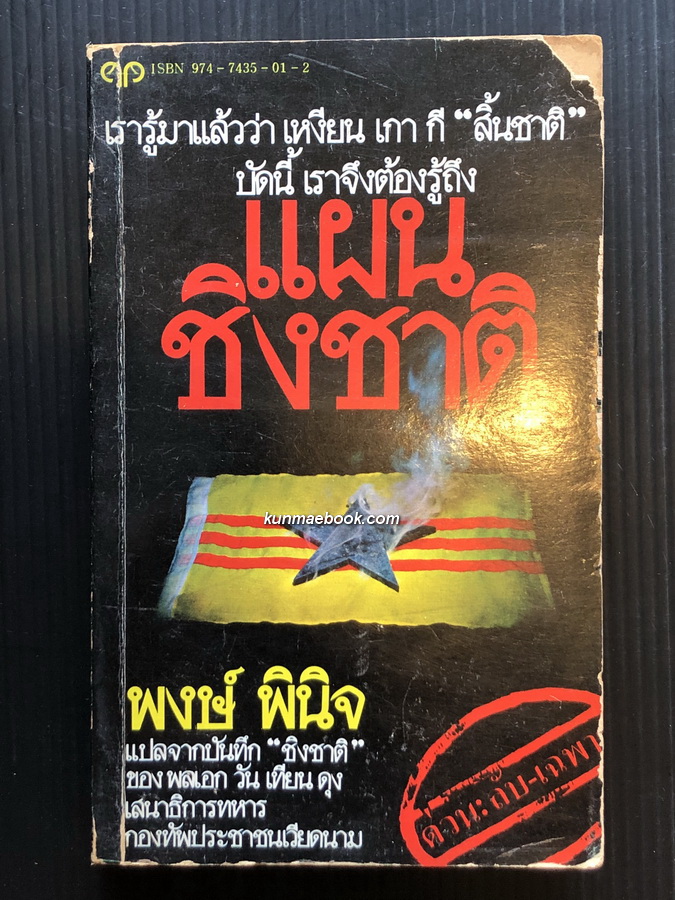 ep ISBN 974-7435-01-2
เรารู้มาแล้วว่า เหงียน เกา กี “สิ้นชาติ”
บัดนี้ เราจึงต้องรู้ถึง
แผน
ชิงชาติ
kunmaebook.com
พงษ์ พินิจ
แปลจากบันทึก “ชิงชาติ”
ของ พลเอก วัน เทียน ดุง
เสนาธิการทหาร
กองทัพประชาชนเวียดนาม
ด่วน:ลับ-เฉพา